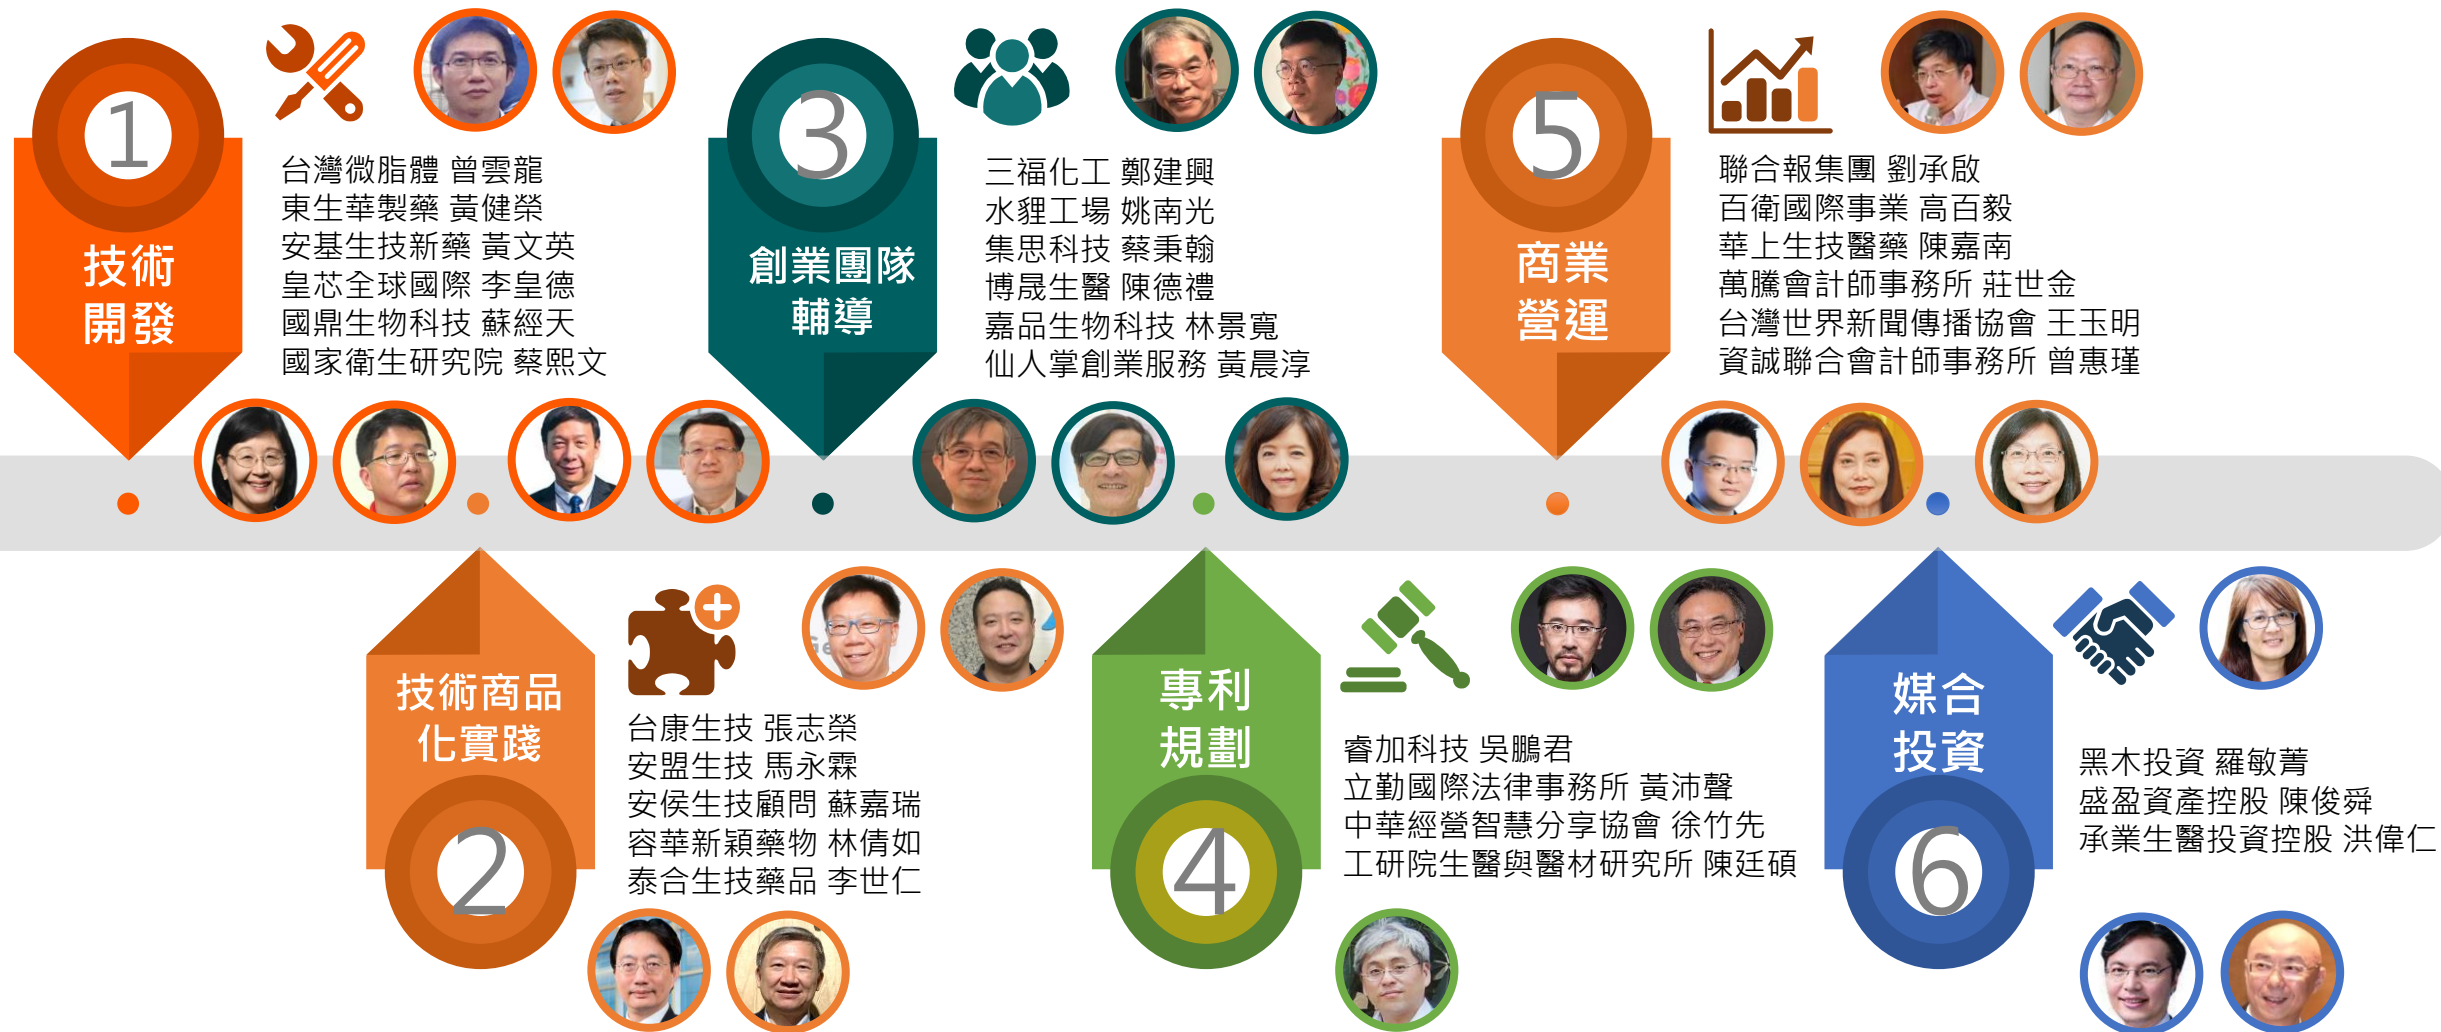 1
技術
開發
台灣微脂體 曾雲龍
東生華製藥 黃健榮
安基生技新藥 黃文英
皇芯全球國際 李皇德
國鼎生物科技 蘇經天
國家衛生研究院 蔡熙文
2
技術商品
化實踐
台康生技 張志榮
安盟生技 馬永霖
安侯生技顧問 蘇嘉瑞
容華新穎藥物 林倩如
泰合生技藥品 李世仁
3
創業團隊
輔導
三福化工 鄭建興
水貍工場 姚南光
集思科技 蔡秉翰
博晟生醫 陳德禮
嘉品生物科技 林景寬
仙人掌創業服務 黃晨淳
4
專利
規劃
睿加科技 吳鵬君
立勤國際法律事務所 黃沛聲
中華經營智慧分享協會 徐竹先
工研院生醫與醫材研究所 陳廷碩
5
商業
營運
聯合報集團 劉承啟
百衛國際事業 高百毅
華上生技醫藥 陳嘉南
萬騰會計師事務所 莊世金
台灣世界新聞傳播協會 王玉明
資誠聯合會計師事務所 曾惠瑾
6
媒合
投資
黑木投資 羅敏菁
盛盈資產控股 陳俊舜
承業生醫投資控股 洪偉仁